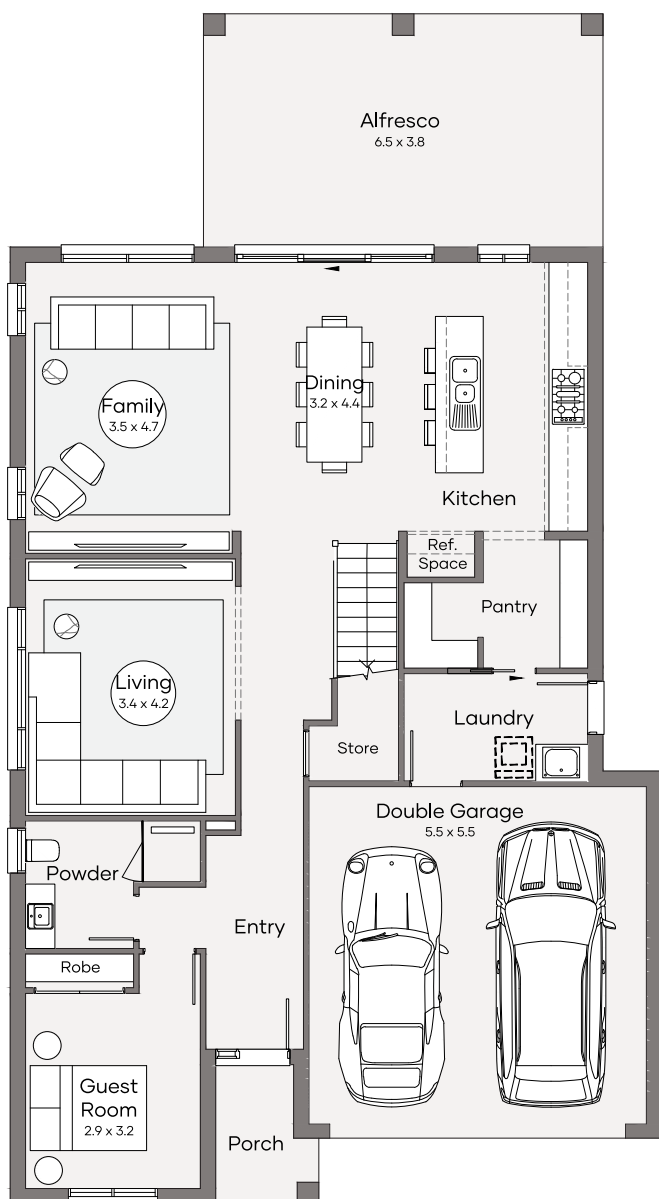 Alfresco
6.5 x 3.8
Dining
3.2 x 4.4
Family
3.5 x 4.7
Kitchen
Ref.
Space
Pantry
Living
3.4 x 4.2
Laundry
Store
Double Garage
5.5 x 5.5
Powder
Entry
Robe
Guest
Room
2.9 x 3.2
Porch